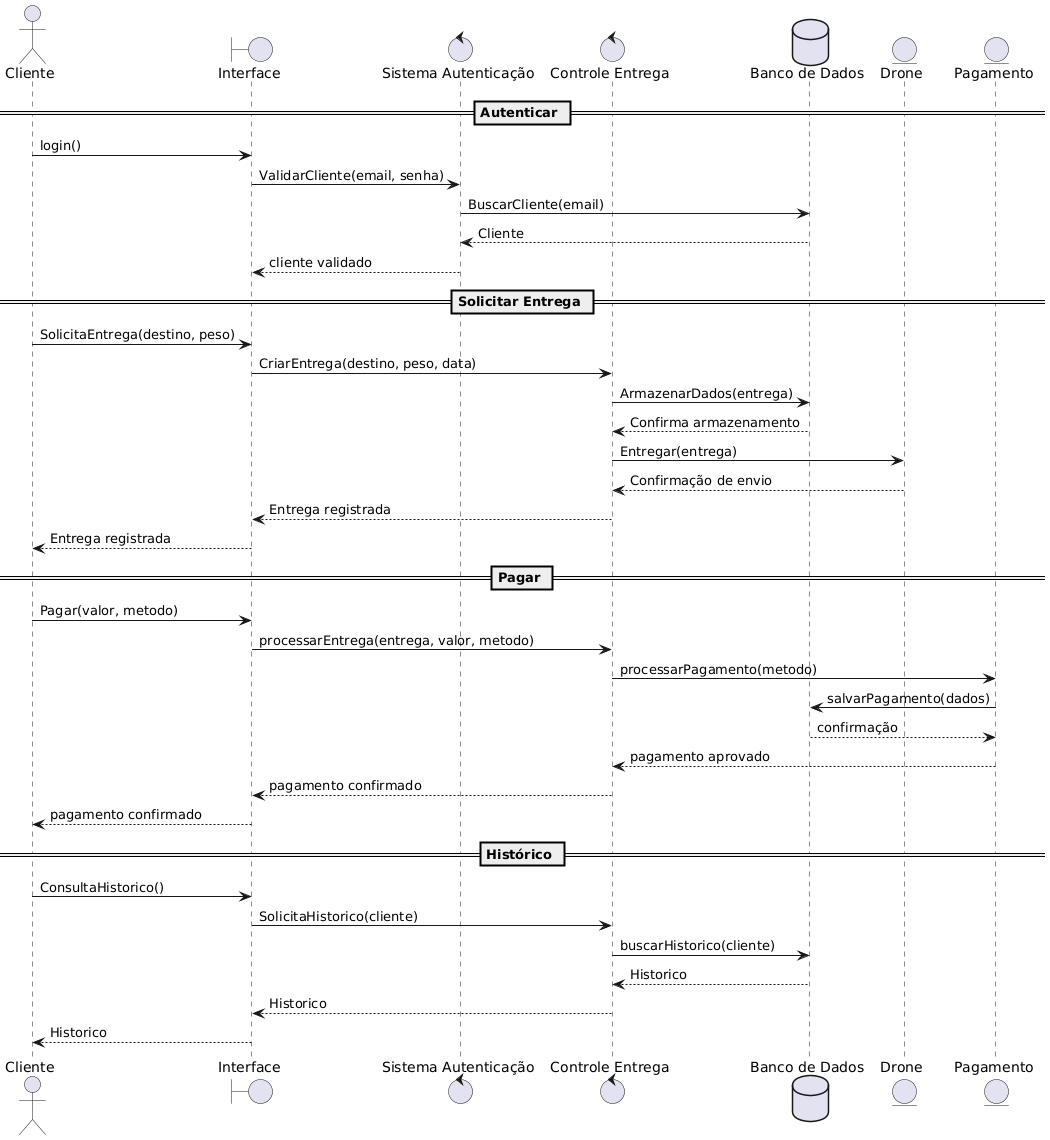 Cliente
Interface
Sistema Autenticação
Controle Entrega
Banco de Dados
Drone
Pagamento
Autenticar
login()
ValidarCliente(email, senha)
BuscarCliente(email)
Cliente
cliente validado
Solicitar Entrega
SolicitaEntrega(destino, peso)
CriarEntrega(destino, peso, data)
ArmazenarDados(entrega)
Confirma armazenamento
Entregar(entrega)
Confirmação de envio
Entrega registrada
Entrega registrada
Pagar
Pagar(valor, metodo)
processarEntrega(entrega, valor, metodo)
processarPagamento(metodo)
salvarPagamento(dados)
confirmação
pagamento aprovado
pagamento confirmado
pagamento confirmado
Histórico
ConsultaHistorico()
SolicitaHistorico(cliente)
buscarHistorico(cliente)
Historico
Historico
Historico
Cliente
Interface
Sistema Autenticação
Controle Entrega
Banco de Dados
Drone
Pagamento